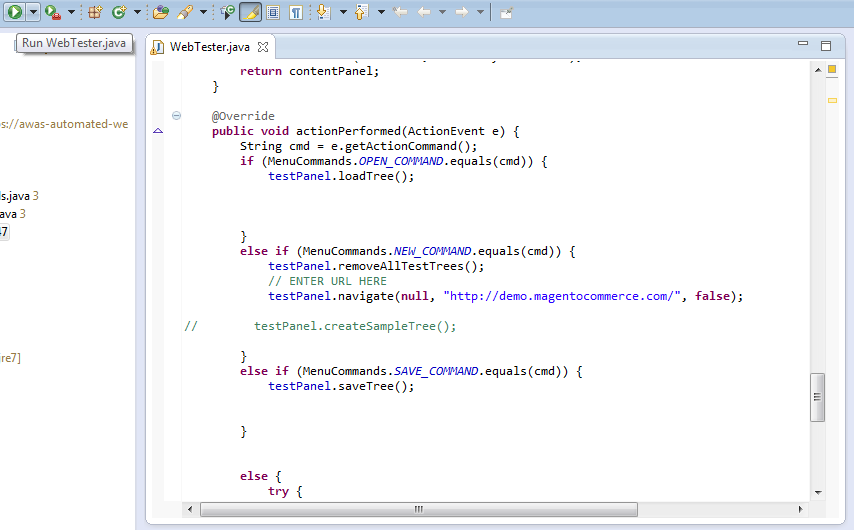 Run WebTester.java
WebTester.java
return contentPanel;
}
s://awas-automated-we
@Override
public void actionPerformed(ActionEvent e) {
String cmd = e.getActionCommand();
if (MenuCommands.OPEN_COMMAND.equals(cmd)) {
testPanel.loadTree();
s.java 3
ava 3
47
}
else if (MenuCommands.NEW_COMMAND.equals(cmd)) {
testPanel.removeAllTestTrees();
// ENTER URL HERE
testPanel.navigate(null, "http://demo.magentocommerce.com/", false);
// testPanel.createSampleTree();
ire7]
}
else if (MenuCommands.SAVE_COMMAND.equals(cmd)) {
testPanel.saveTree();
}
else {
try {